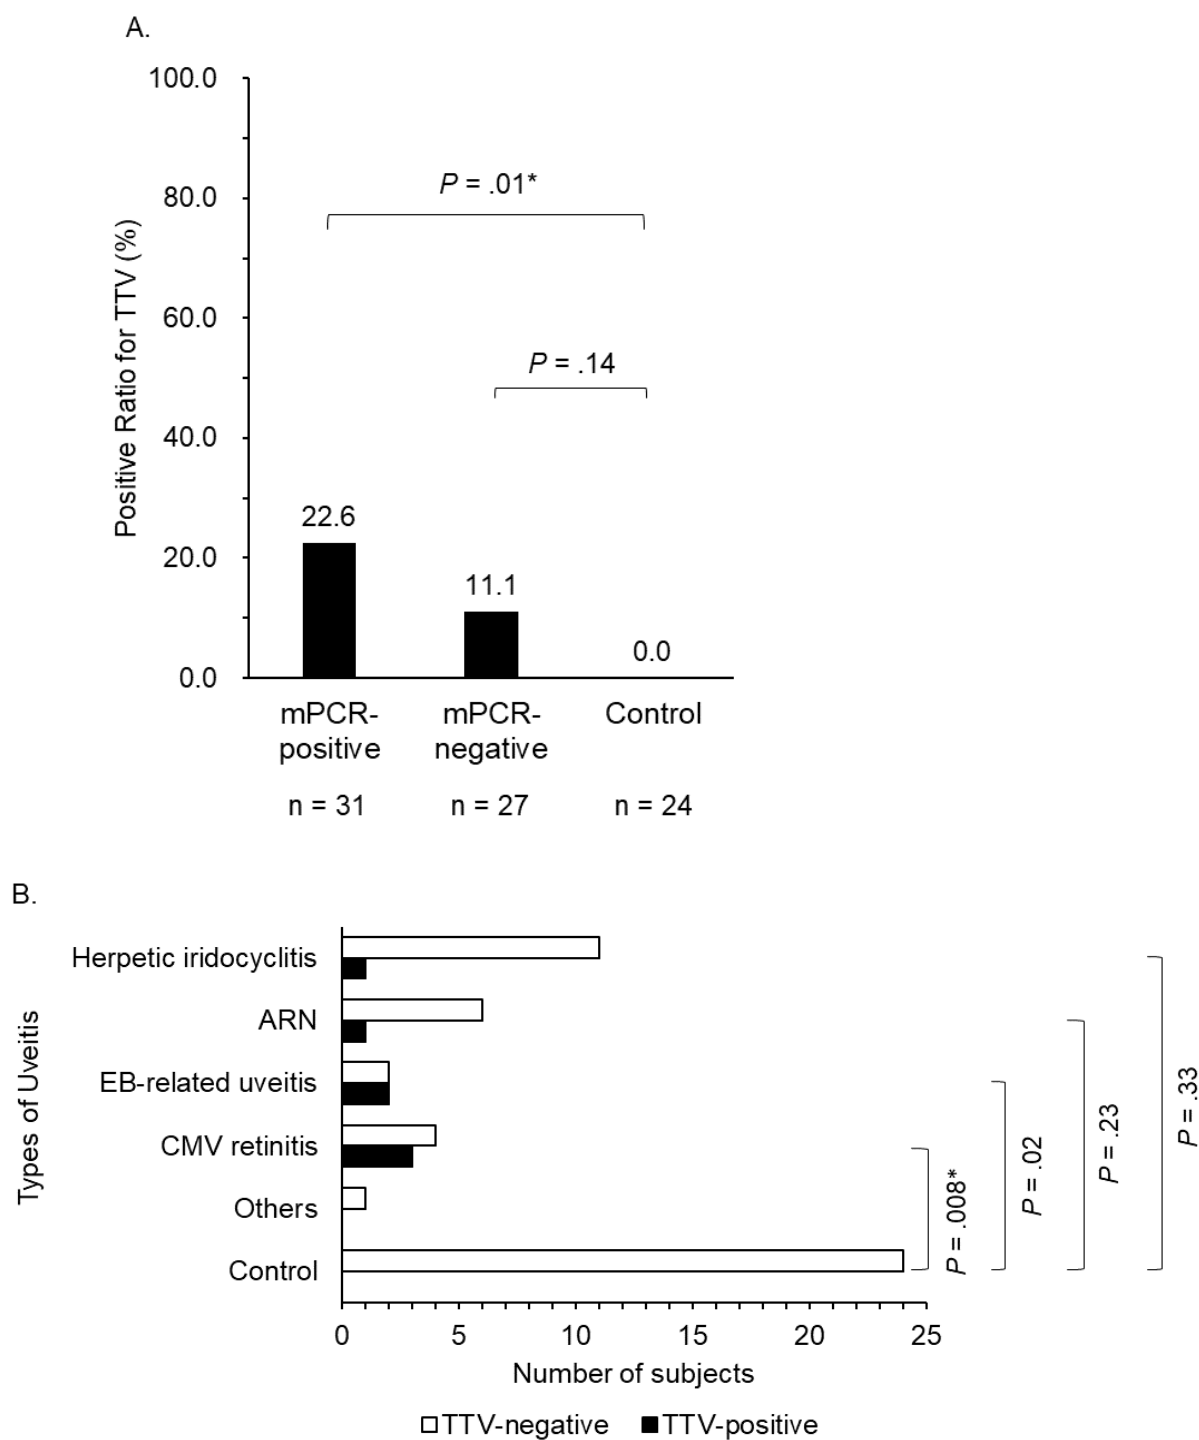 A.
100.0
80.0
60.0
40.0
20.0
0.0
Positive Ratio for TTV (%)
P = .01*
P = .14
22.6
11.1
0.0
mPCR-
positive
mPCR-
negative
Control
n = 31
n = 27
n = 24
B.
Types of Uveitis
Herpetic iridocyclitis
ARN
EB-related uveitis
CMV retinitis
Others
Control
P = .008*
P = .02
P = .23
P = .33
0
5
10
15
20
25
Number of subjects
TTV-negative
TTV-positive